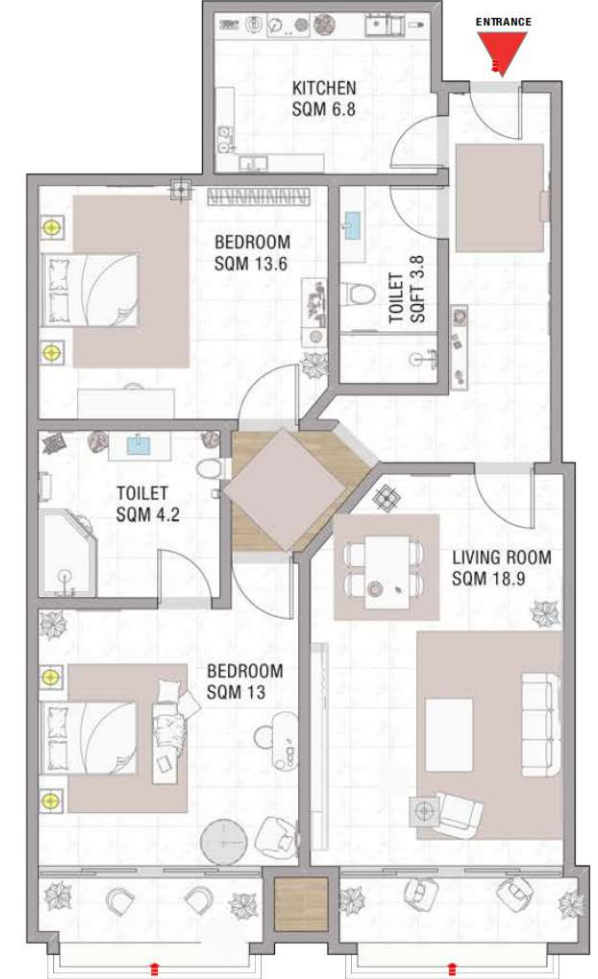 ENTRANCE
KITCHEN
SQM 6.8
BEDROOM
SQM 13.6
TOILET
SQFT 3.8
TOILET
SQM 4.2
LIVING ROOM
SQM 18.9
BEDROOM
SQM 13